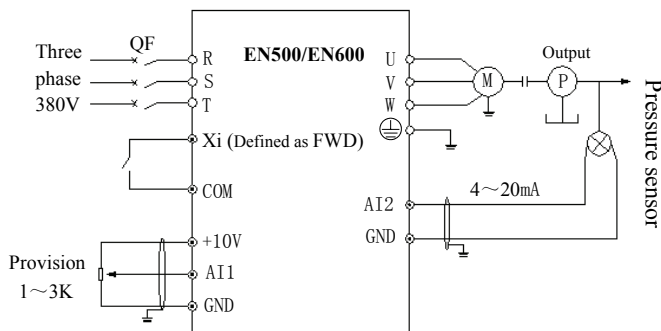 Three
phase
380V
QF
R
S
T
EN500/EN600
U
V
W
M
Output
P
Xi (Defined as FWD)
COM
Pressure sensor
4～20mA
AI2
GND
Provision
1～3K
+10V
AI1
GND